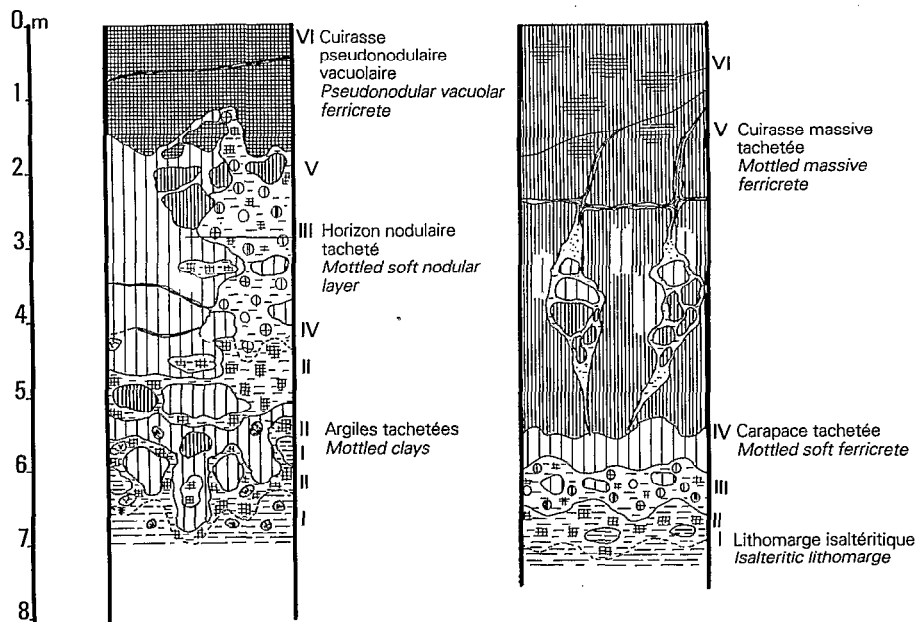 0 m
1
2
3
4
5
6
7
8
VI Cuirasse
pseudonodulaire
vacuolaire
Pseudonodular vacuolar
ferricrete
V
III Horizon nodulaire
tacheté
Mottled soft nodular
layer
IV
II
II Argiles tachetées
I Mottled clays
II
I
VI
V Cuirasse massive
tachetée
Mottled massive
ferricrete
IV Carapace tachetée
Mottled soft ferricrete
III
II
I Lithomarge isaltéritique
Isalteritic lithomarge